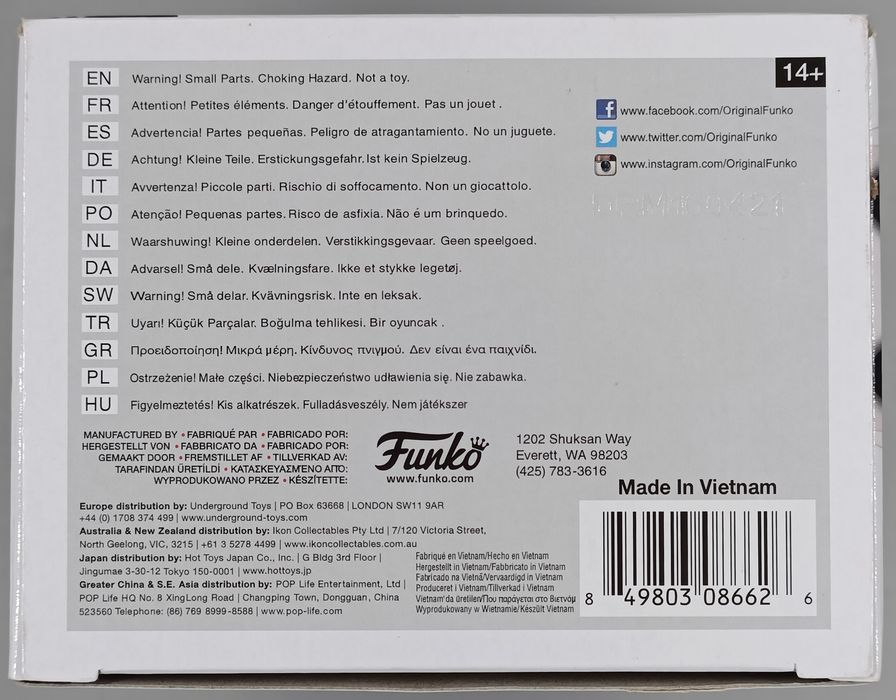 14+
EN Warning! Small Parts. Choking Hazard. Not a toy.
FR Attention! Petites éléments. Danger d'étouffement. Pas un jouet .
ES Advertencia! Partes pequeñas. Peligro de atragantamiento. No un juguete.
DE Achtung! Kleine Teile. Erstickungsgefahr. Ist kein Spielzeug.
IT Avvertenza! Piccole parti. Rischio di soffocamento. Non un giocattolo.
PO Atenção! Pequenas partes. Risco de asfixia. Não é um brinquedo.
NL Waarshuwing! Kleine onderdelen. Verstikkingsgevaar. Geen speelgoed.
DA Advarsel! Små dele. Kvælningsfare. Ikke et stykke legetøj.
SW Warning! Små delar. Kvävningsrisk. Inte en leksak.
TR Uyarı! Küçük Parçalar. Boğulma tehlikesi. Bir oyuncak .
GR Προειδοποίηση! Μικρά μέρη. Κίνδυνος πνιγμού. Δεν είναι ένα παιχνίδι.
PL Ostrzeżenie! Małe części. Niebezpieczeństwo udławienia się. Nie zabawka.
HU Figyelmeztetés! Kis alkatrészek. Fulladásveszély. Nem játékszer
www.facebook.com/OriginalFunko
www.twitter.com/OriginalFunko
www.instagram.com/OriginalFunko
MANUFACTURED BY • FABRIQUÉ PAR • FABRICADO POR:
HERGESTELLT VON • FABBRICATO DA • FABRICADO POR:
GEMAAKT DOOR • FREMSTILLET AF • TILLVERKAD AV:
TARAFINDAN ÜRETİLDİ • ΚΑΤΑΣΚΕΥΑΣΜΈΝΟ ΑΠΌ:
WYPRODUKOWANO PRZEZ • KÉSZÍTETTE:
Funko
www.funko.com
1202 Shuksan Way
Everett, WA 98203
(425) 783-3616
Made In Vietnam
Europe distribution by: Underground Toys | PO Box 63668 | LONDON SW11 9AR
+44 (0) 1708 374 499 | www.underground-toys.com
Australia & New Zealand distribution by: Ikon Collectables Pty Ltd | 7/120 Victoria Street,
North Geelong, VIC, 3215 | +61 3 5278 4499 | www.ikoncollectables.com.au
Japan distribution by: Hot Toys Japan Co., Inc. | G Bldg 3rd Floor |
Jingumae 3-30-12 Tokyo 150-0001 | www.hottoys.jp
Greater China & S.E. Asia distribution by: POP Life Entertainment, Ltd |
POP Life HQ No. 8 XingLong Road | Changping Town, Dongguan, China
523560 Telephone: (86) 769 8999-8588 | www.pop-life.com
Fabriqué en Vietnam/Hecho en Vietnam
Hergestellt in Vietnam/Fabbricato in Vietnam
Fabricado na Vietnã/Vervaardigd in Vietnam
Produceret i Vietnam/Tillverkad i Vietnam
Vietnam'da üretilen/Που παράγεται στο Βιετνάμ
Wyprodukowany w Wietnamie/Készült Vietnam
8 49803 08662 6